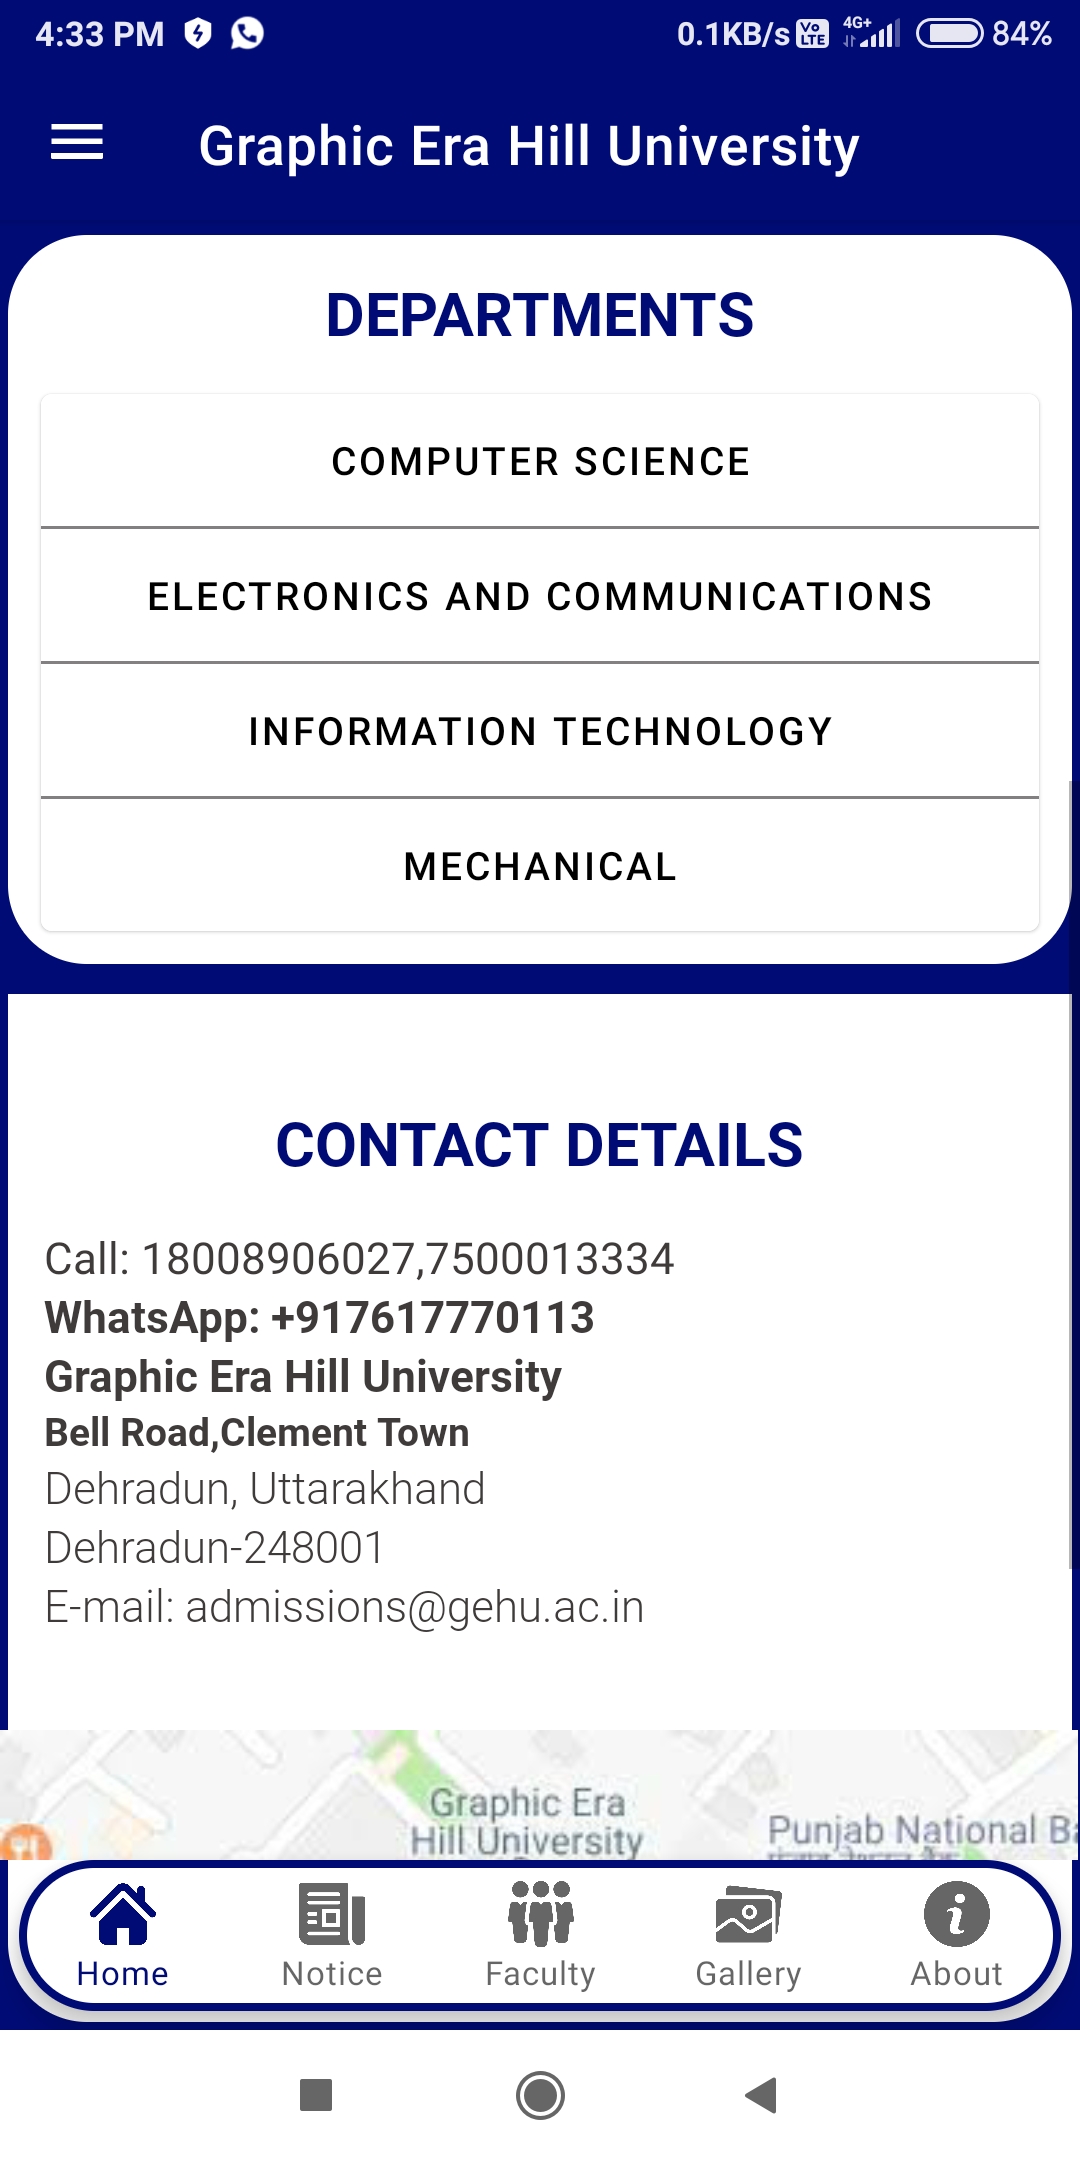 4:33 PM 0.1KB/s Vo LTE 4G+ 84%
Graphic Era Hill University
DEPARTMENTS
COMPUTER SCIENCE
ELECTRONICS AND COMMUNICATIONS
INFORMATION TECHNOLOGY
MECHANICAL
CONTACT DETAILS
Call: 18008906027,7500013334
WhatsApp: +917617770113
Graphic Era Hill University
Bell Road,Clement Town
Dehradun, Uttarakhand
Dehradun-248001
E-mail: admissions@gehu.ac.in
Graphic Era
Hill University
Punjab National
Home Notice Faculty Gallery About